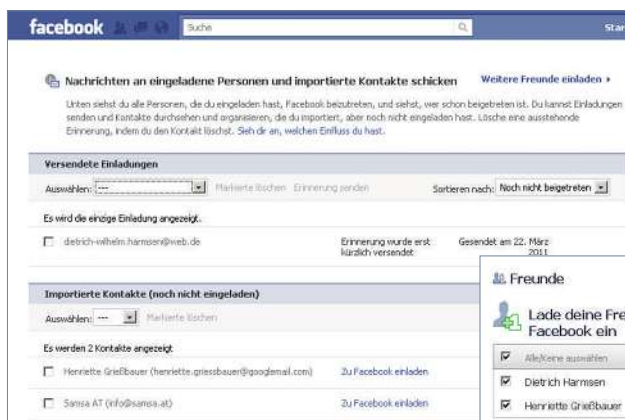 facebook
Suche
Star
Nachrichten an eingeladene Personen und importierte Kontakte schicken Weitere Freunde einladen
Unten siehst du alle Personen, die du eingeladen hast, Facebook beizutreten, und siehst, wer schon beigetreten ist. Du kannst Einladungen
senden und Kontakte durchsehen und organisieren, die du importiert, aber noch nicht eingeladen hast. Lösche eine ausstehende
Erinnerung, indem du den Kontakt löschst. Sieh dir an, welchen Einfluss du hast.
Versendete Einladungen
Auswählen: --- Markierte löschen Erinnerung senden Sortieren nach: Noch nicht beigetreten
Es wird die einzige Einladung angezeigt.
dietrich-wilhelm.harmsen@web.de Erinnerung wurde erst Gesendet am 22. März
kürzlich versendet 2011
Importierte Kontakte (noch nicht eingeladen)
Auswählen: --- Markierte löschen
Es werden 2 Kontakte angezeigt
Henriette Grießbauer (henriette.griessbauer@googlemail.com) Zu Facebook einladen
Samsa AT (info@samsa.at) Zu Facebook einladen
Freunde
Lade deine Fre
Facebook ein
Alle/Keine auswählen
Dietrich Harmsen
Henriette Grießbauer